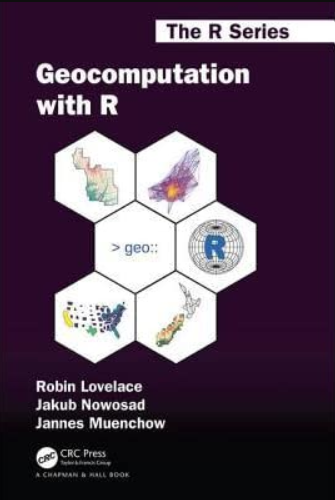 The R Series
Geocomputation
with R
> geo::
R
Robin Lovelace
Jakub Nowosad
Jannes Muenchow
CRC
CRC Press
Taylor & Francis Group
A CHAPMAN & HALL BOOK